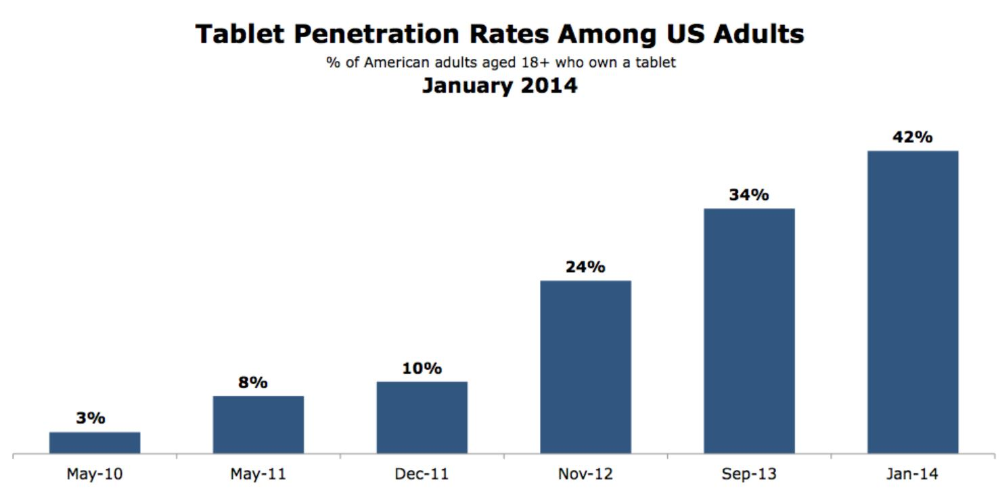 Tablet Penetration Rates Among US Adults
% of American adults aged 18+ who own a tablet
January 2014
3%
8%
10%
24%
34%
42%
May-10
May-11
Dec-11
Nov-12
Sep-13
Jan-14